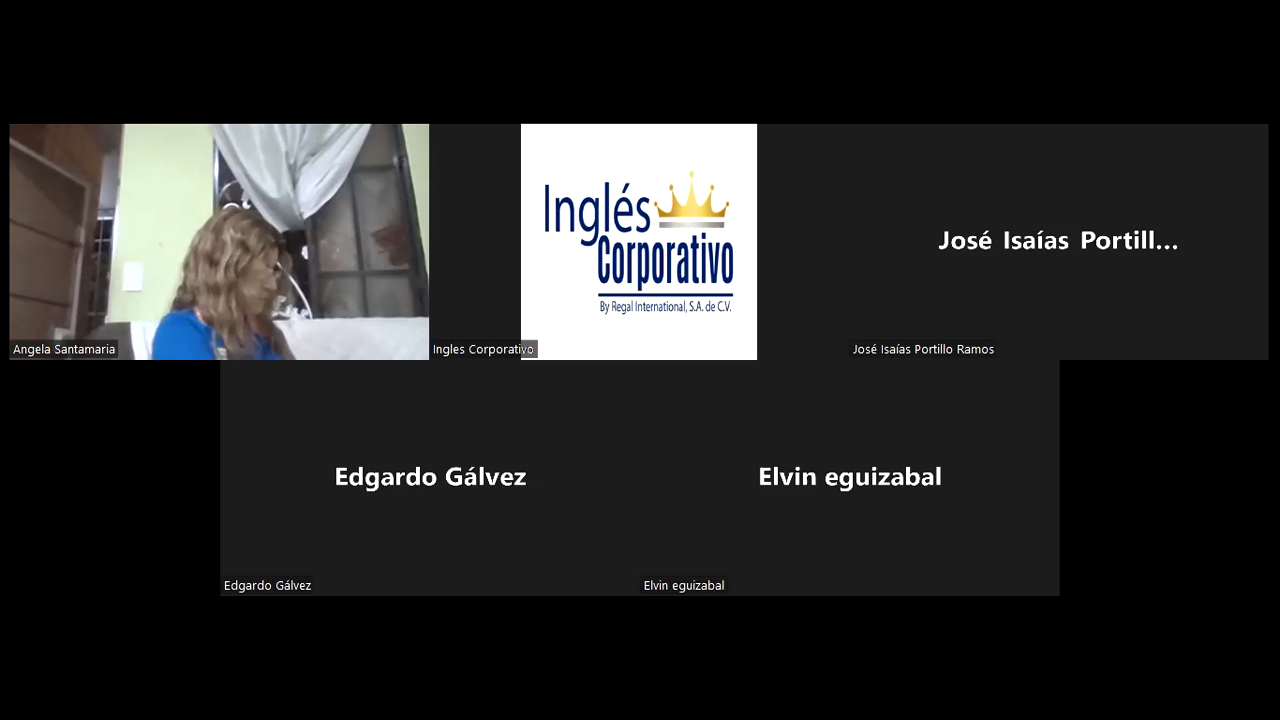 Inglés
Corporativo
By Regal International, S.A. de C.V.
José Isaías Portill...
Angela Santamaria
Ingles Corporativo
José Isaías Portillo Ramos
Edgardo Gálvez
Elvin eguizabal
Edgardo Gálvez
Elvin eguizabal